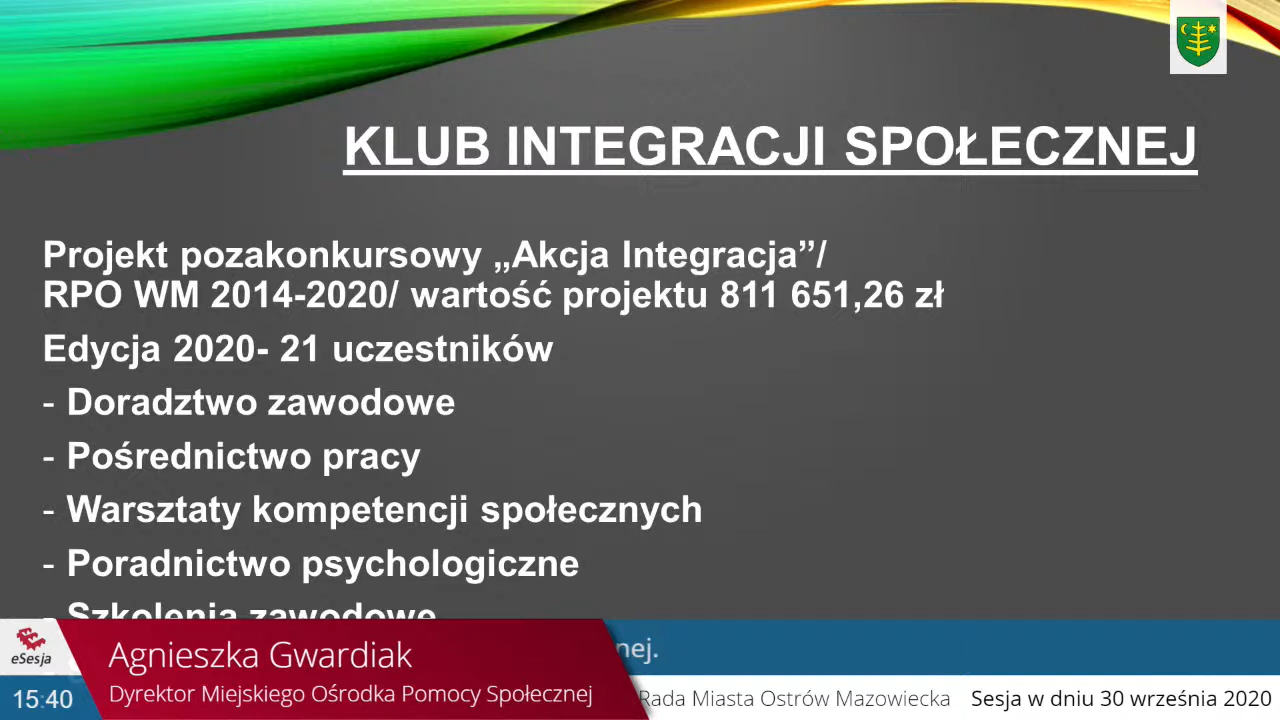 KLUB INTEGRACJI SPOŁECZNEJ
Projekt pozakonkursowy „Akcja Integracja”/
RPO WM 2014-2020/ wartość projektu 811 651,26 zł
Edycja 2020- 21 uczestników
- Doradztwo zawodowe
- Pośrednictwo pracy
- Warsztaty kompetencji społecznych
- Poradnictwo psychologiczne
- Szkolenia zawodowe
eSesja
Agnieszka Gwardiak
nej.
15:40
Dyrektor Miejskiego Ośrodka Pomocy Społecznej
Rada Miasta Ostrów Mazowiecka
Sesja w dniu 30 września 2020